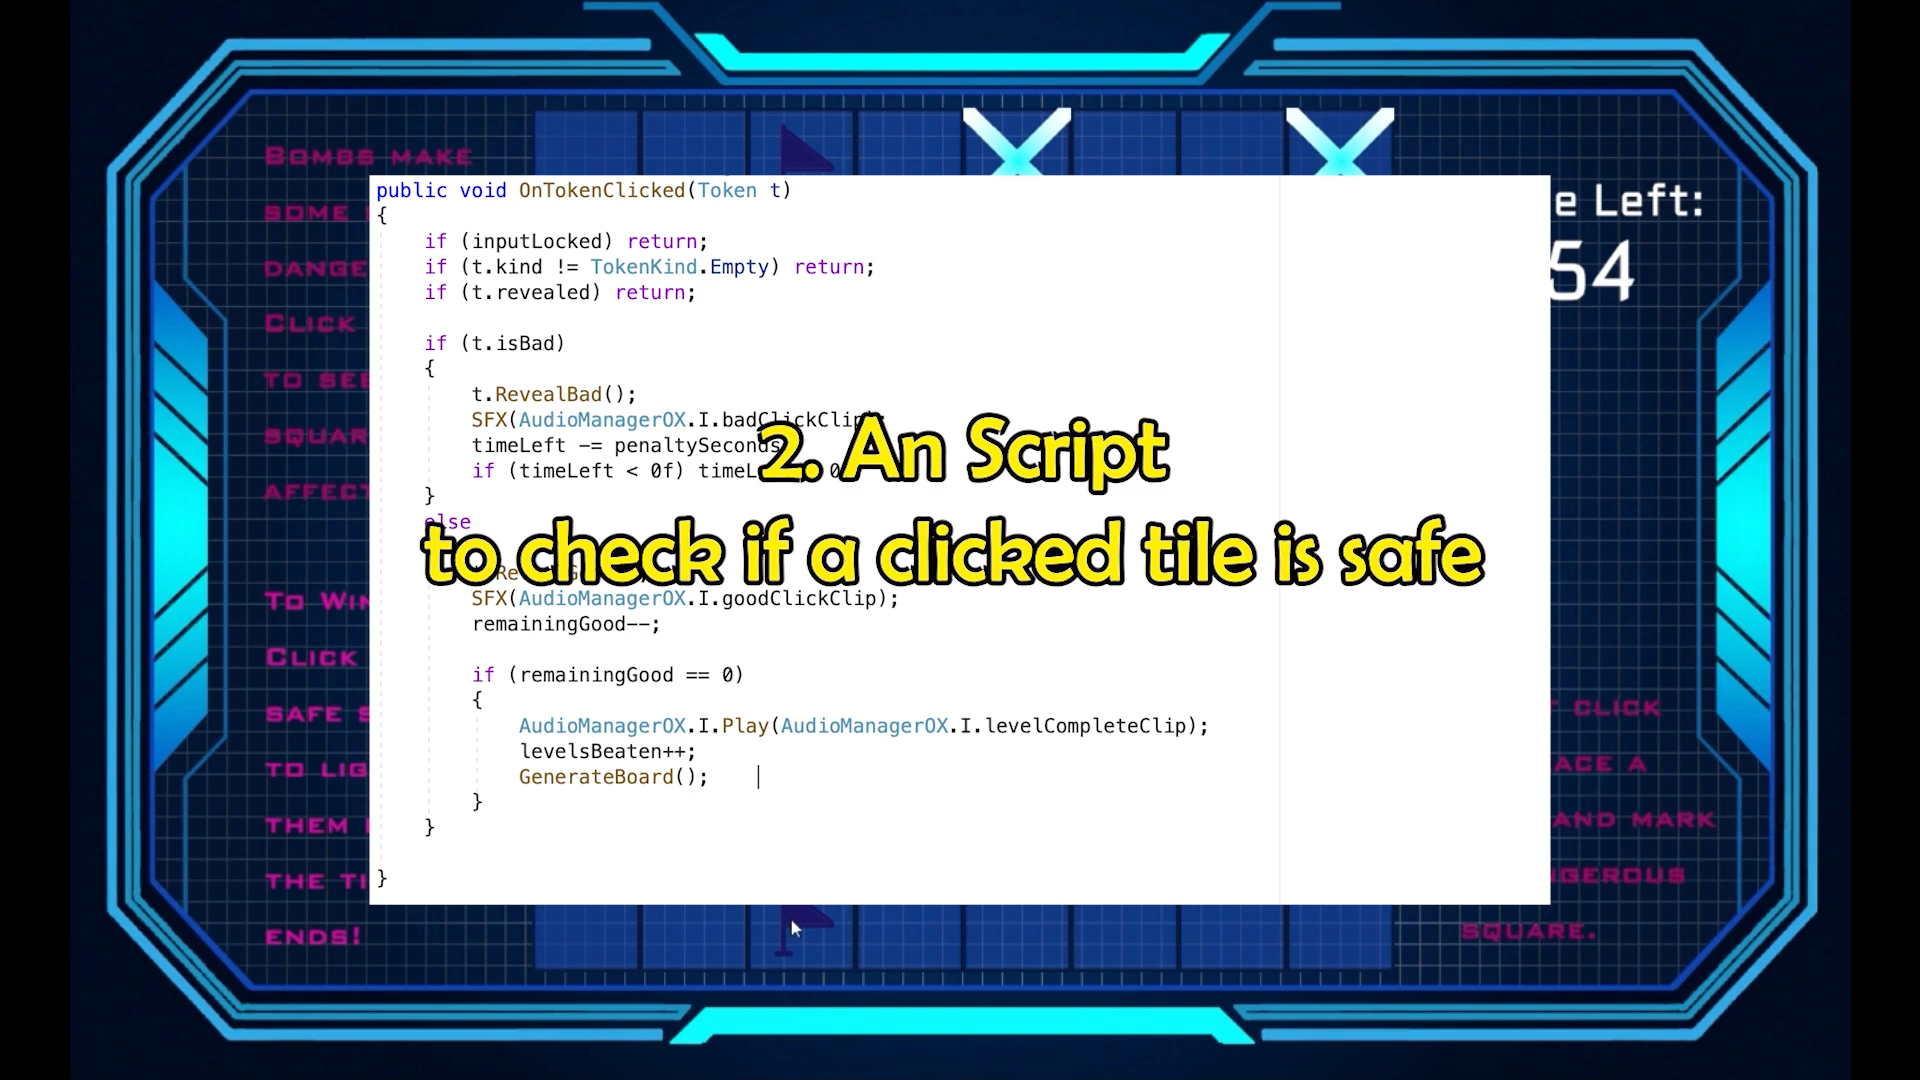 BOMBS MAKE
SOME
DANGE
CLICK
TO SEE
SQUAR
AFFECT
TO WIN
CLICK
SAFE S
TO LIG
THEM
THE TI
ENDS!
public void OnTokenClicked(Token t)
{
if (inputLocked) return;
if (t.kind != TokenKind.Empty) return;
if (t.revealed) return;
if (t.isBad)
{
t.RevealBad();
SFX(AudioManagerOX.I.badClickClip);
timeLeft -= penaltySeconds
if (timeLeft < 0f) timeL 0
}
else
SFX(AudioManagerOX.I.goodClickClip);
remainingGood--;
if (remainingGood == 0)
{
AudioManagerOX.I.Play(AudioManagerOX.I.levelCompleteClip);
levelsBeaten++;
GenerateBoard();
}
}
}
2. An Script
to check if a clicked tile is safe
e Left:
54
T CLICK
ACE A
AND MARK
NGEROUS
SQUARE.